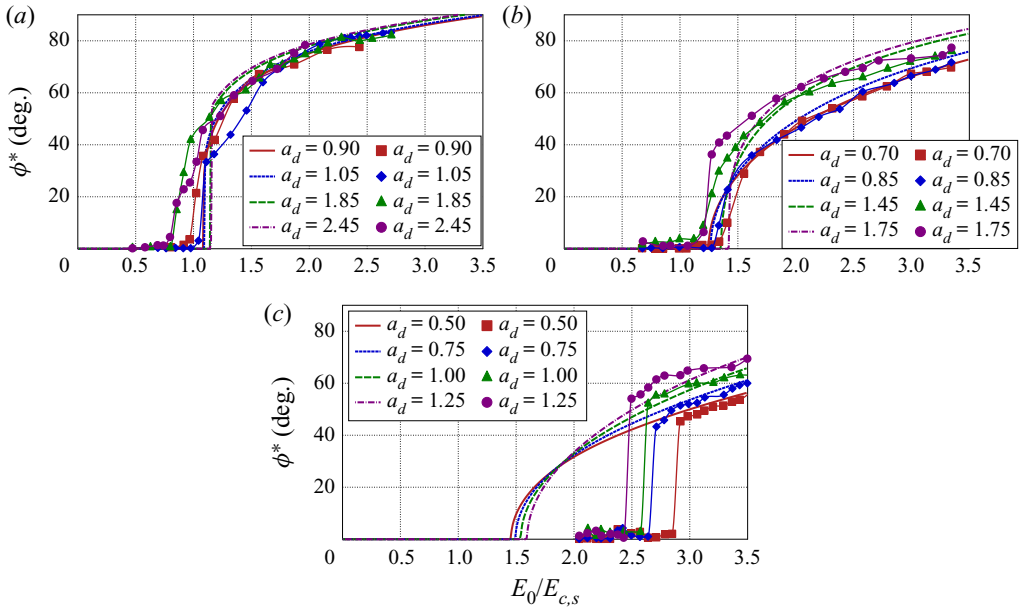 (a)
80
60
40
20
ϕ* (deg.)
a_d = 0.90 a_d = 0.90
a_d = 1.05 a_d = 1.05
a_d = 1.85 a_d = 1.85
a_d = 2.45 a_d = 2.45
0 0.5 1.0 1.5 2.0 2.5 3.0 3.5
(b)
80
60
40
20
a_d = 0.70 a_d = 0.70
a_d = 0.85 a_d = 0.85
a_d = 1.45 a_d = 1.45
a_d = 1.75 a_d = 1.75
0 0.5 1.0 1.5 2.0 2.5 3.0 3.5
(c)
80
60
40
20
ϕ* (deg.)
a_d = 0.50 a_d = 0.50
a_d = 0.75 a_d = 0.75
a_d = 1.00 a_d = 1.00
a_d = 1.25 a_d = 1.25
0 0.5 1.0 1.5 2.0 2.5 3.0 3.5
E_0/E_{c,s}